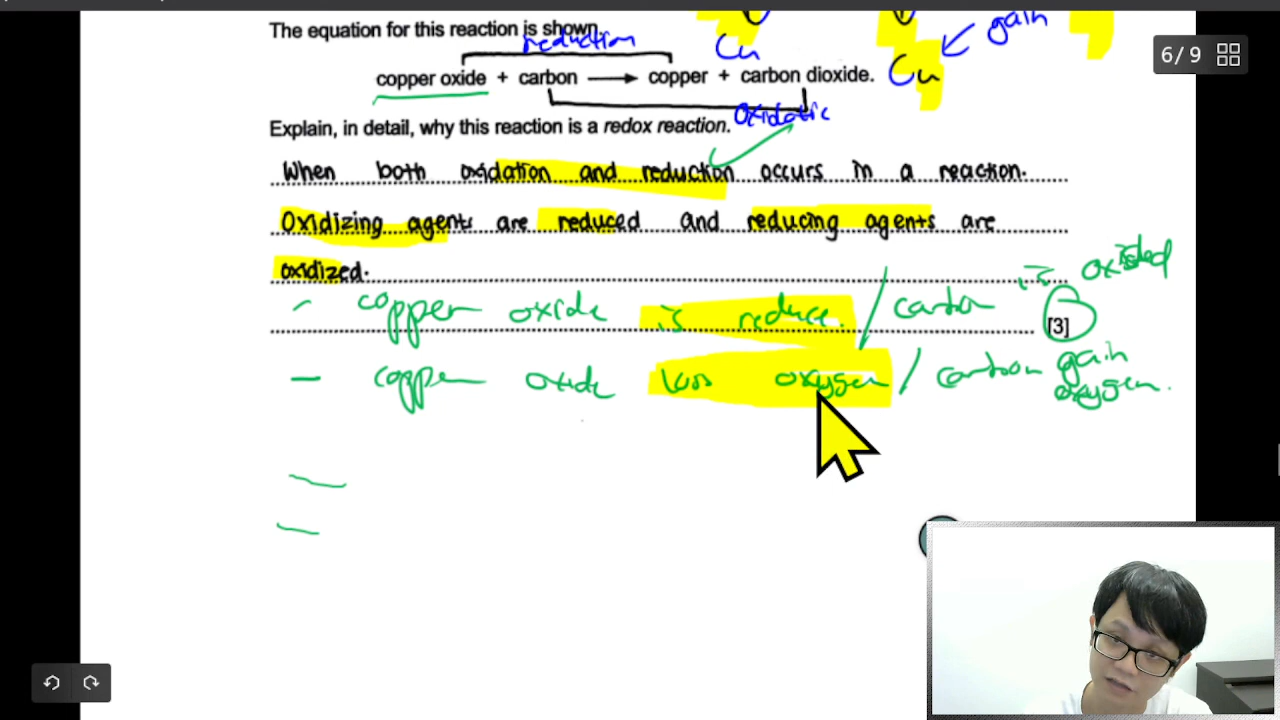 6/9
The equation for this reaction is shown.
reduction
Cu
gain
Cu
copper oxide + carbon → copper + carbon dioxide.
Oxidatic
Explain, in detail, why this reaction is a redox reaction.
When both oxidation and reduction occurs in a reaction.
Oxidizing agents are reduced and reducing agents are
oxidized.
- copper oxide is reduce. / carbon is oxidised
[3]
- copper oxide loss oxygen / carbon gain
oxygen.